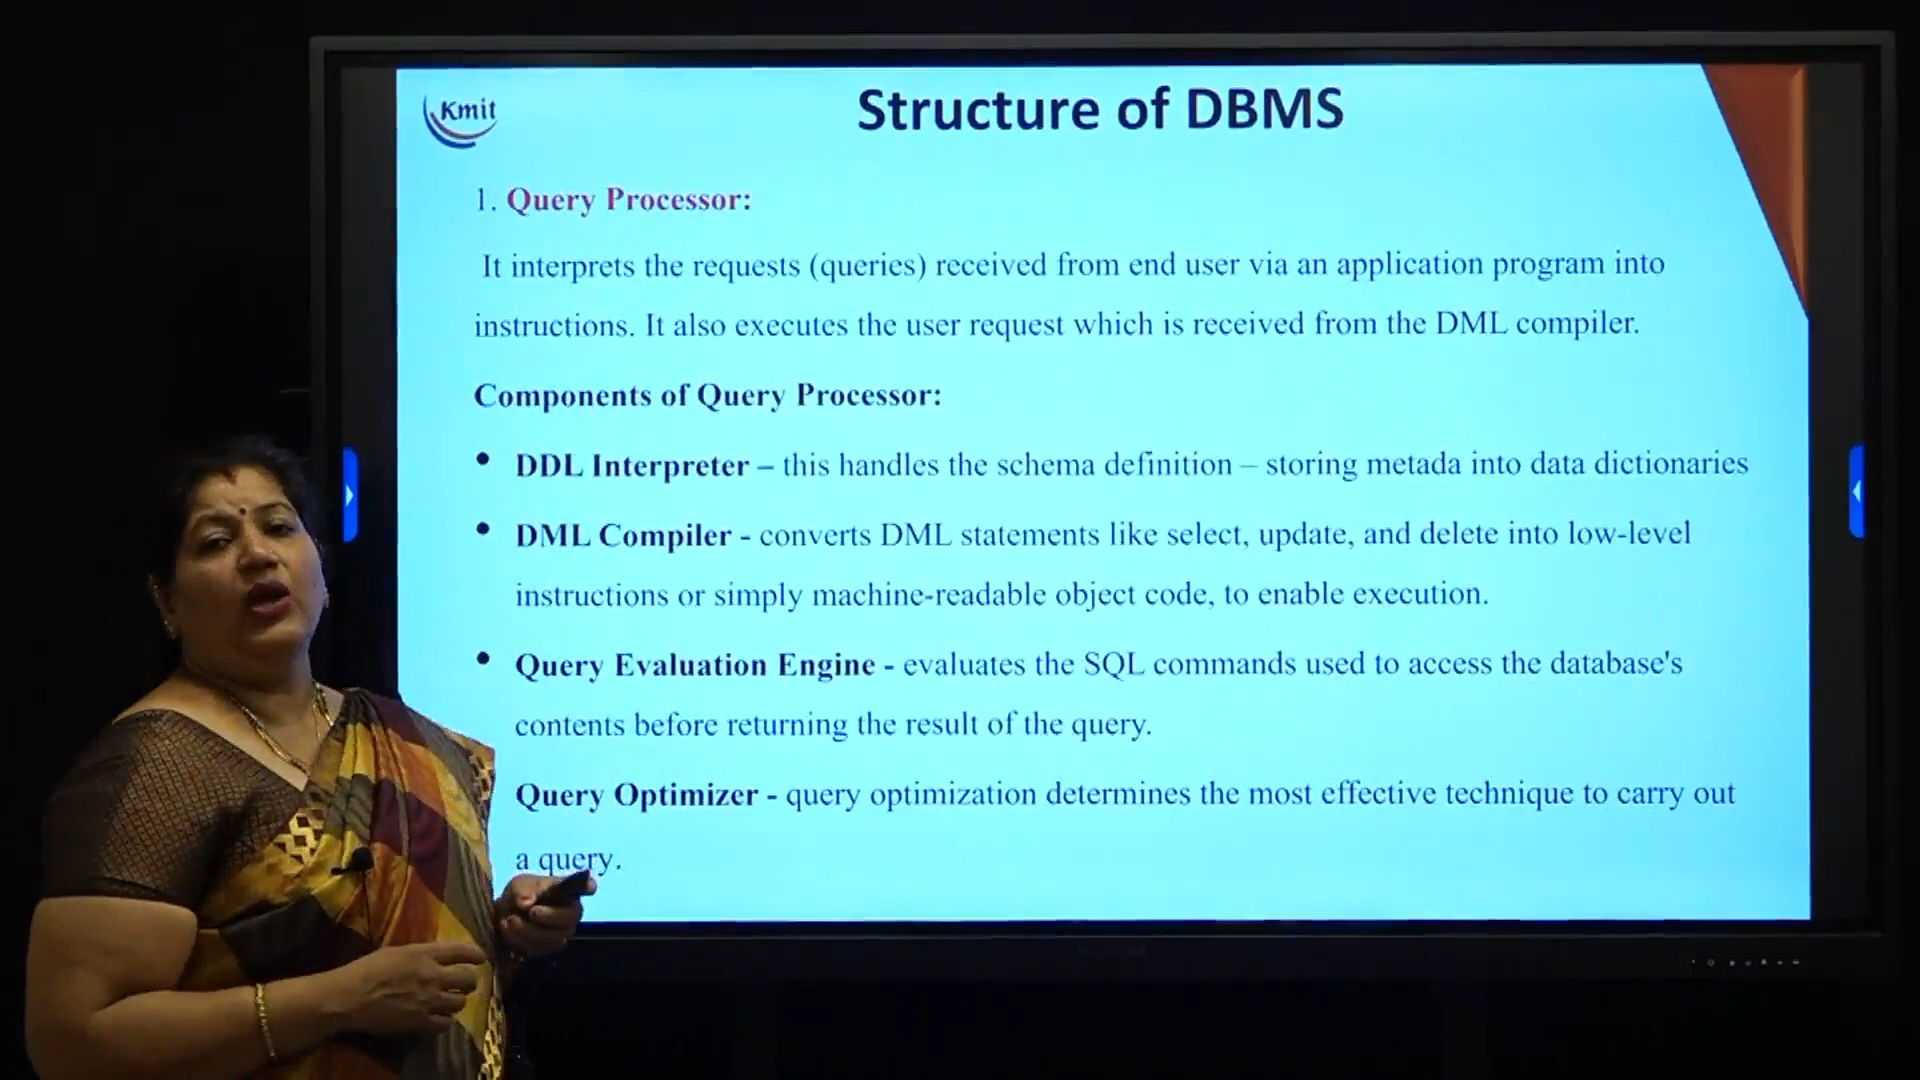 Kmit
Structure of DBMS
1. Query Processor:
It interprets the requests (queries) received from end user via an application program into
instructions. It also executes the user request which is received from the DML compiler.
Components of Query Processor:
• DDL Interpreter – this handles the schema definition – storing metada into data dictionaries
• DML Compiler - converts DML statements like select, update, and delete into low-level
instructions or simply machine-readable object code, to enable execution.
• Query Evaluation Engine - evaluates the SQL commands used to access the database's
contents before returning the result of the query.
Query Optimizer - query optimization determines the most effective technique to carry out
a query.